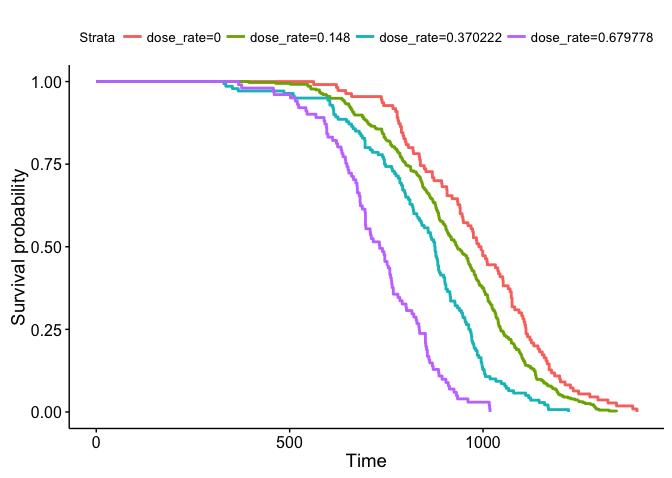 Strata dose_rate=0 dose_rate=0.148 dose_rate=0.370222 dose_rate=0.679778
1.00
0.75
0.50
0.25
0.00
Survival probability
0 500 1000
Time